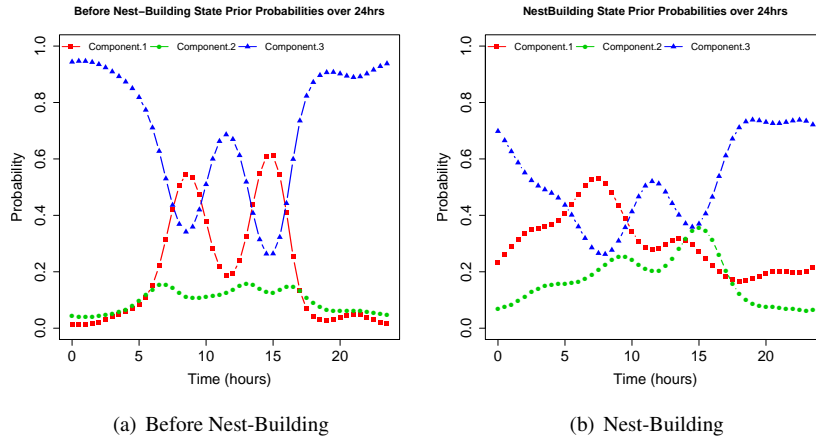 Before Nest−Building State Prior Probabilities over 24hrs
Component.1 Component.2 Component.3
Probability
1.0
0.8
0.6
0.4
0.2
0.0
0 5 10 15 20
Time (hours)
(a) Before Nest-Building
NestBuilding State Prior Probabilities over 24hrs
Component.1 Component.2 Component.3
Probability
1.0
0.8
0.6
0.4
0.2
0.0
0 5 10 15 20
Time (hours)
(b) Nest-Building